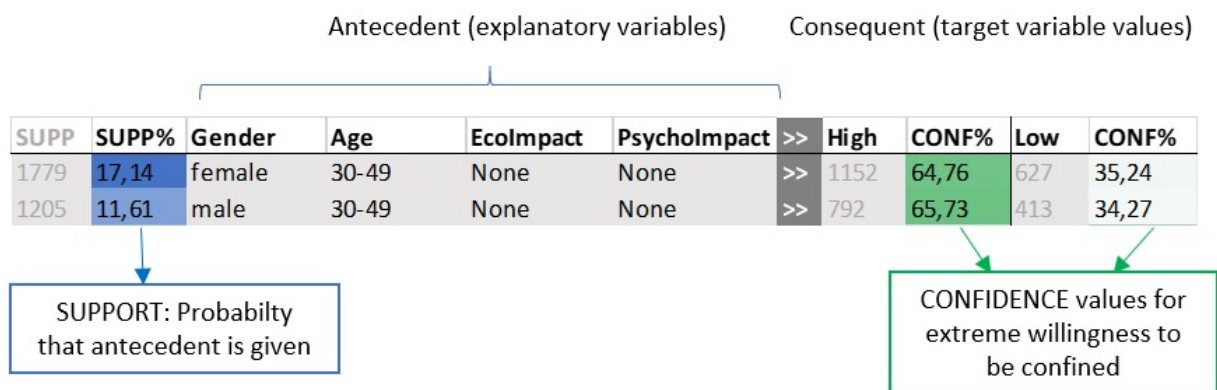 Antecedent (explanatory variables) Consequent (target variable values)
SUPP SUPP% Gender Age EcoImpact PsychoImpact >> High CONF% Low CONF%
1779 17,14 female 30-49 None None >> 1152 64,76 627 35,24
1205 11,61 male 30-49 None None >> 792 65,73 413 34,27
SUPPORT: Probabilty
that antecedent is given
CONFIDENCE values for
extreme willingness to
be confined